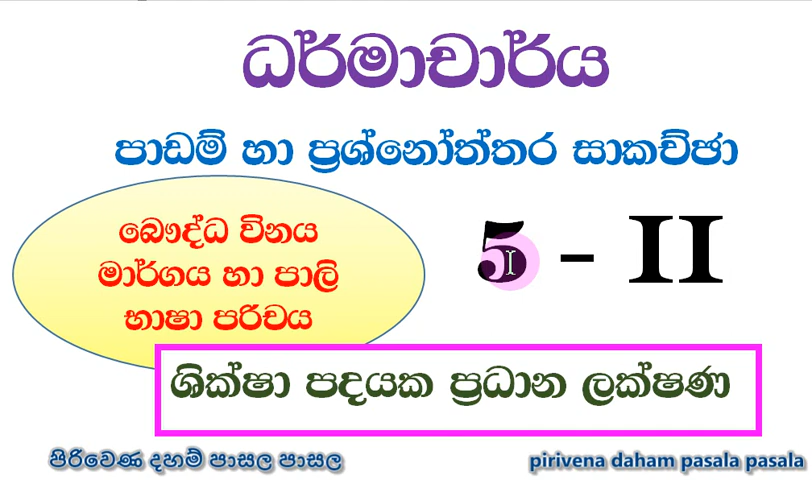 ධර්මාචාර්ය
පාඩම් හා ප්‍රශ්නෝත්තර සාකච්ඡා
බෞද්ධ විනය
මාර්ගය හා පාලි
භාෂා පරිචය
5 - II
ශික්ෂා පදයක ප්‍රධාන ලක්ෂණ
පිරිවෙණ දහම් පාසල පාසල
pirivena daham pasala pasala